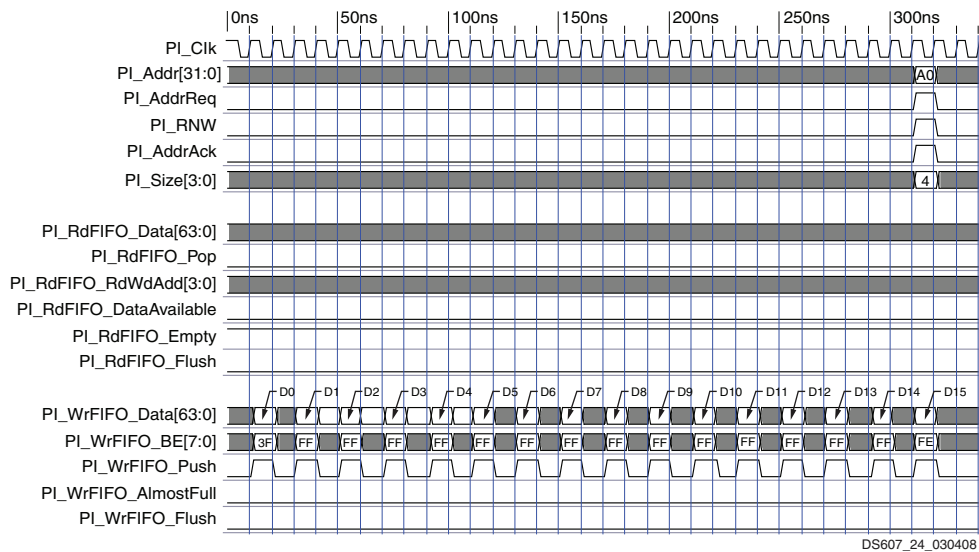 0ns 50ns 100ns 150ns 200ns 250ns 300ns
PI_Clk
PI_Addr[31:0] A0
PI_AddrReq
PI_RNW
PI_AddrAck
PI_Size[3:0] 4
PI_RdFIFO_Data[63:0]
PI_RdFIFO_Pop
PI_RdFIFO_RdWdAdd[3:0]
PI_RdFIFO_DataAvailable
PI_RdFIFO_Empty
PI_RdFIFO_Flush
D0 D1 D2 D3 D4 D5 D6 D7 D8 D9 D10 D11 D12 D13 D14 D15
PI_WrFIFO_Data[63:0]
PI_WrFIFO_BE[7:0] 3F FF FF FF FF FF FF FF FF FF FF FF FF FF FF FE
PI_WrFIFO_Push
PI_WrFIFO_AlmostFull
PI_WrFIFO_Flush
DS607_24_030408